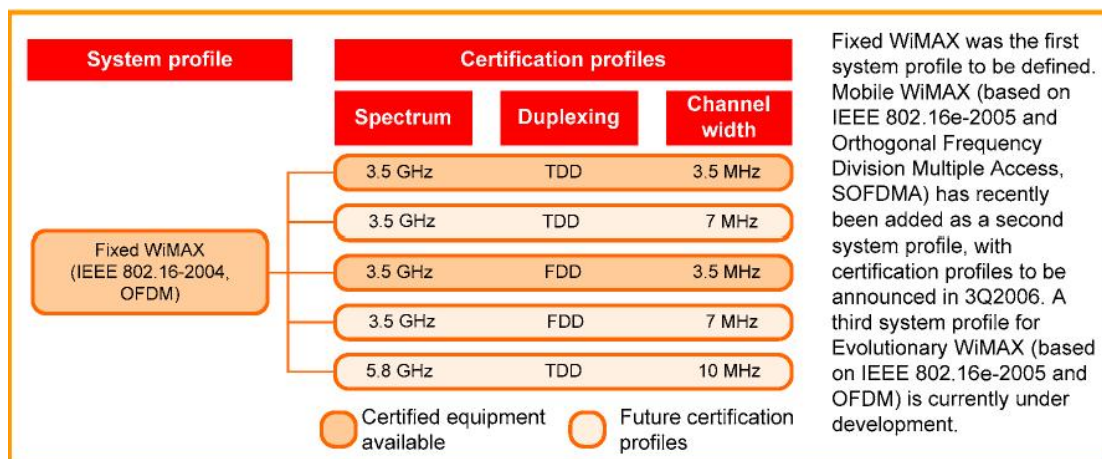 System profile
Certification profiles
Spectrum
Duplexing
Channel
width
3.5 GHz TDD 3.5 MHz
3.5 GHz TDD 7 MHz
Fixed WiMAX
(IEEE 802.16-2004,
OFDM)
3.5 GHz FDD 3.5 MHz
3.5 GHz FDD 7 MHz
5.8 GHz TDD 10 MHz
Certified equipment
available
Future certification
profiles
Fixed WiMAX was the first
system profile to be defined.
Mobile WiMAX (based on
IEEE 802.16e-2005 and
Orthogonal Frequency
Division Multiple Access,
SOFDMA) has recently
been added as a second
system profile, with
certification profiles to be
announced in 3Q2006. A
third system profile for
Evolutionary WiMAX (based
on IEEE 802.16e-2005 and
OFDM) is currently under
development.